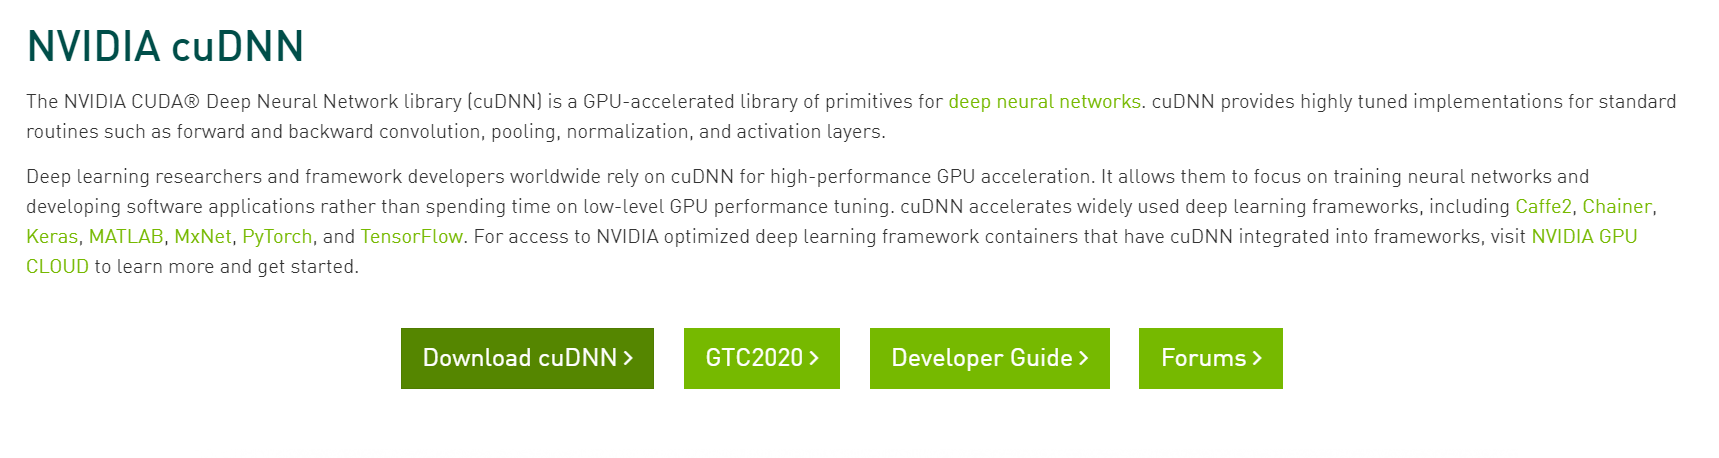 NVIDIA cuDNN
The NVIDIA CUDA® Deep Neural Network library (cuDNN) is a GPU-accelerated library of primitives for deep neural networks. cuDNN provides highly tuned implementations for standard
routines such as forward and backward convolution, pooling, normalization, and activation layers.
Deep learning researchers and framework developers worldwide rely on cuDNN for high-performance GPU acceleration. It allows them to focus on training neural networks and
developing software applications rather than spending time on low-level GPU performance tuning. cuDNN accelerates widely used deep learning frameworks, including Caffe2, Chainer,
Keras, MATLAB, MxNet, PyTorch, and TensorFlow. For access to NVIDIA optimized deep learning framework containers that have cuDNN integrated into frameworks, visit NVIDIA GPU
CLOUD to learn more and get started.
Download cuDNN > GTC2020 > Developer Guide > Forums >